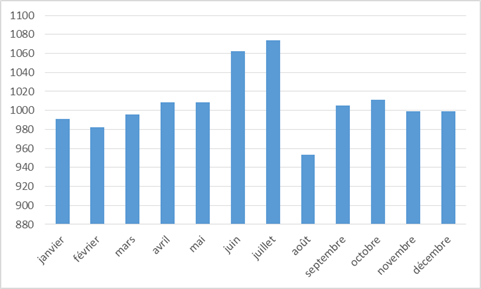 1100
1080
1060
1040
1020
1000
980
960
940
920
900
880
janvier
février
mars
avril
mai
juin
juillet
août
septembre
octobre
novembre
décembre